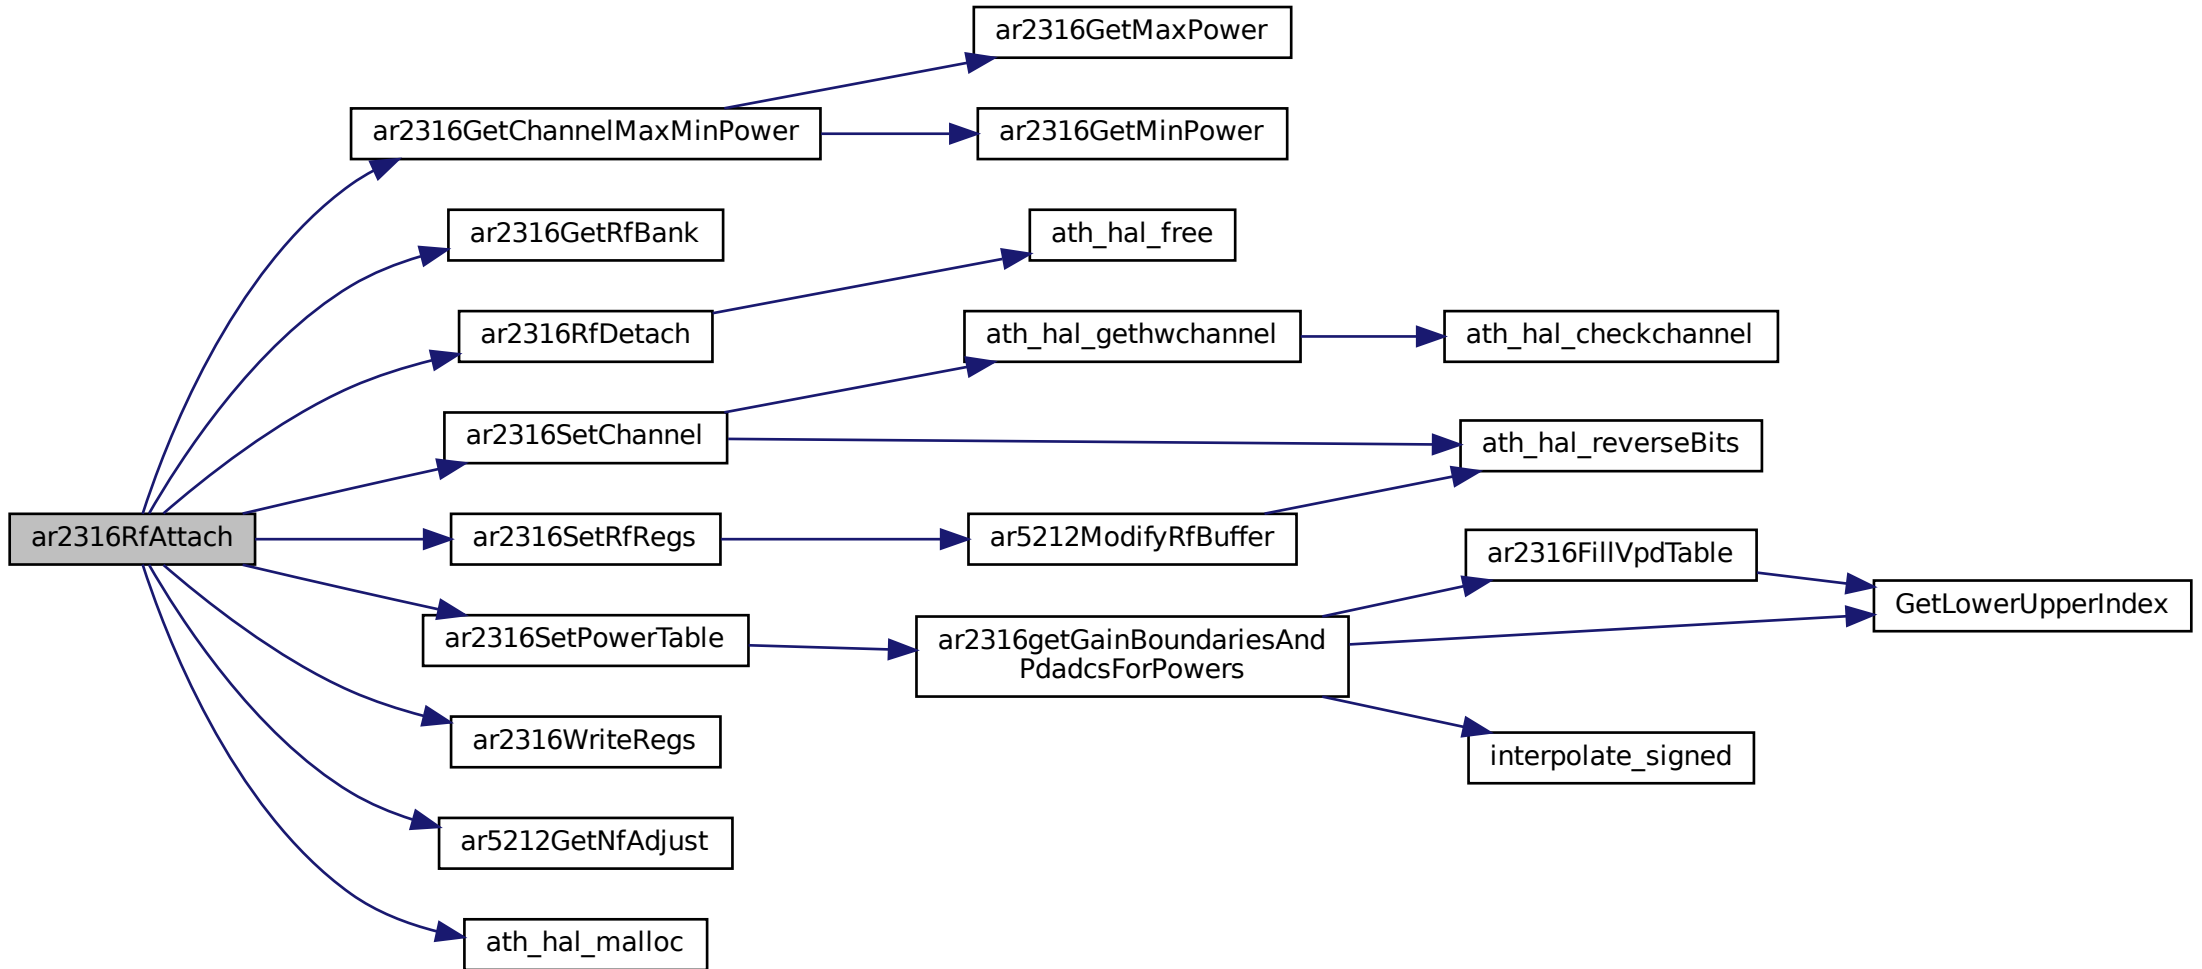 ar2316GetMaxPower
ar2316GetChannelMaxMinPower
ar2316GetMinPower
ar2316GetRfBank
ath_hal_free
ar2316RfDetach
ath_hal_gethwchannel
ath_hal_checkchannel
ar2316SetChannel
ath_hal_reverseBits
ar2316RfAttach
ar2316SetRfRegs
ar5212ModifyRfBuffer
ar2316FillVpdTable
GetLowerUpperIndex
ar2316SetPowerTable
ar2316getGainBoundariesAnd
PdadcsForPowers
ar2316WriteRegs
interpolate_signed
ar5212GetNfAdjust
ath_hal_malloc